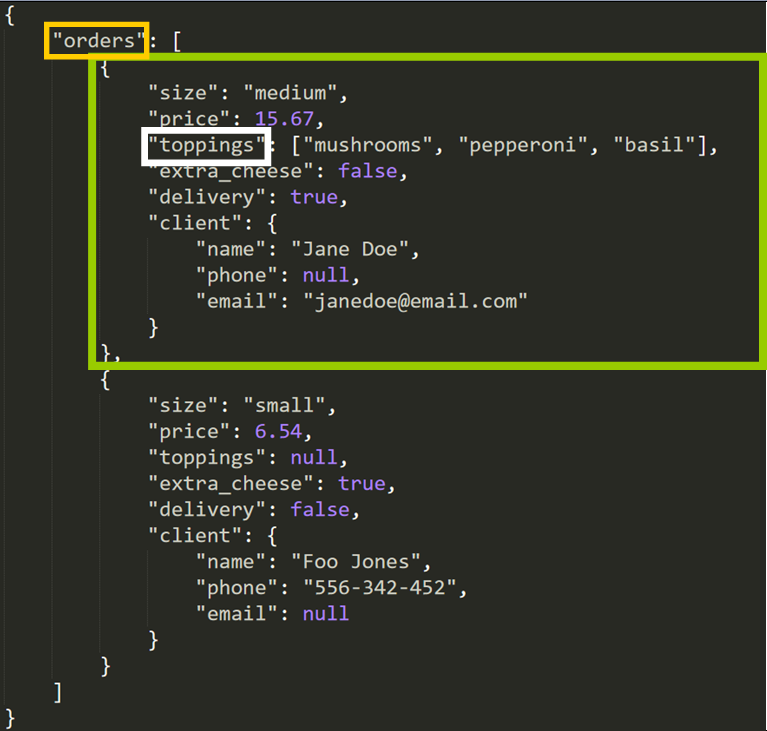 {
    "orders": [
        {
            "size": "medium",
            "price": 15.67,
            "toppings": ["mushrooms", "pepperoni", "basil"],
            "extra_cheese": false,
            "delivery": true,
            "client": {
                "name": "Jane Doe",
                "phone": null,
                "email": "janedoe@email.com"
            }
        },
        {
            "size": "small",
            "price": 6.54,
            "toppings": null,
            "extra_cheese": true,
            "delivery": false,
            "client": {
                "name": "Foo Jones",
                "phone": "556-342-452",
                "email": null
            }
        }
    ]
}